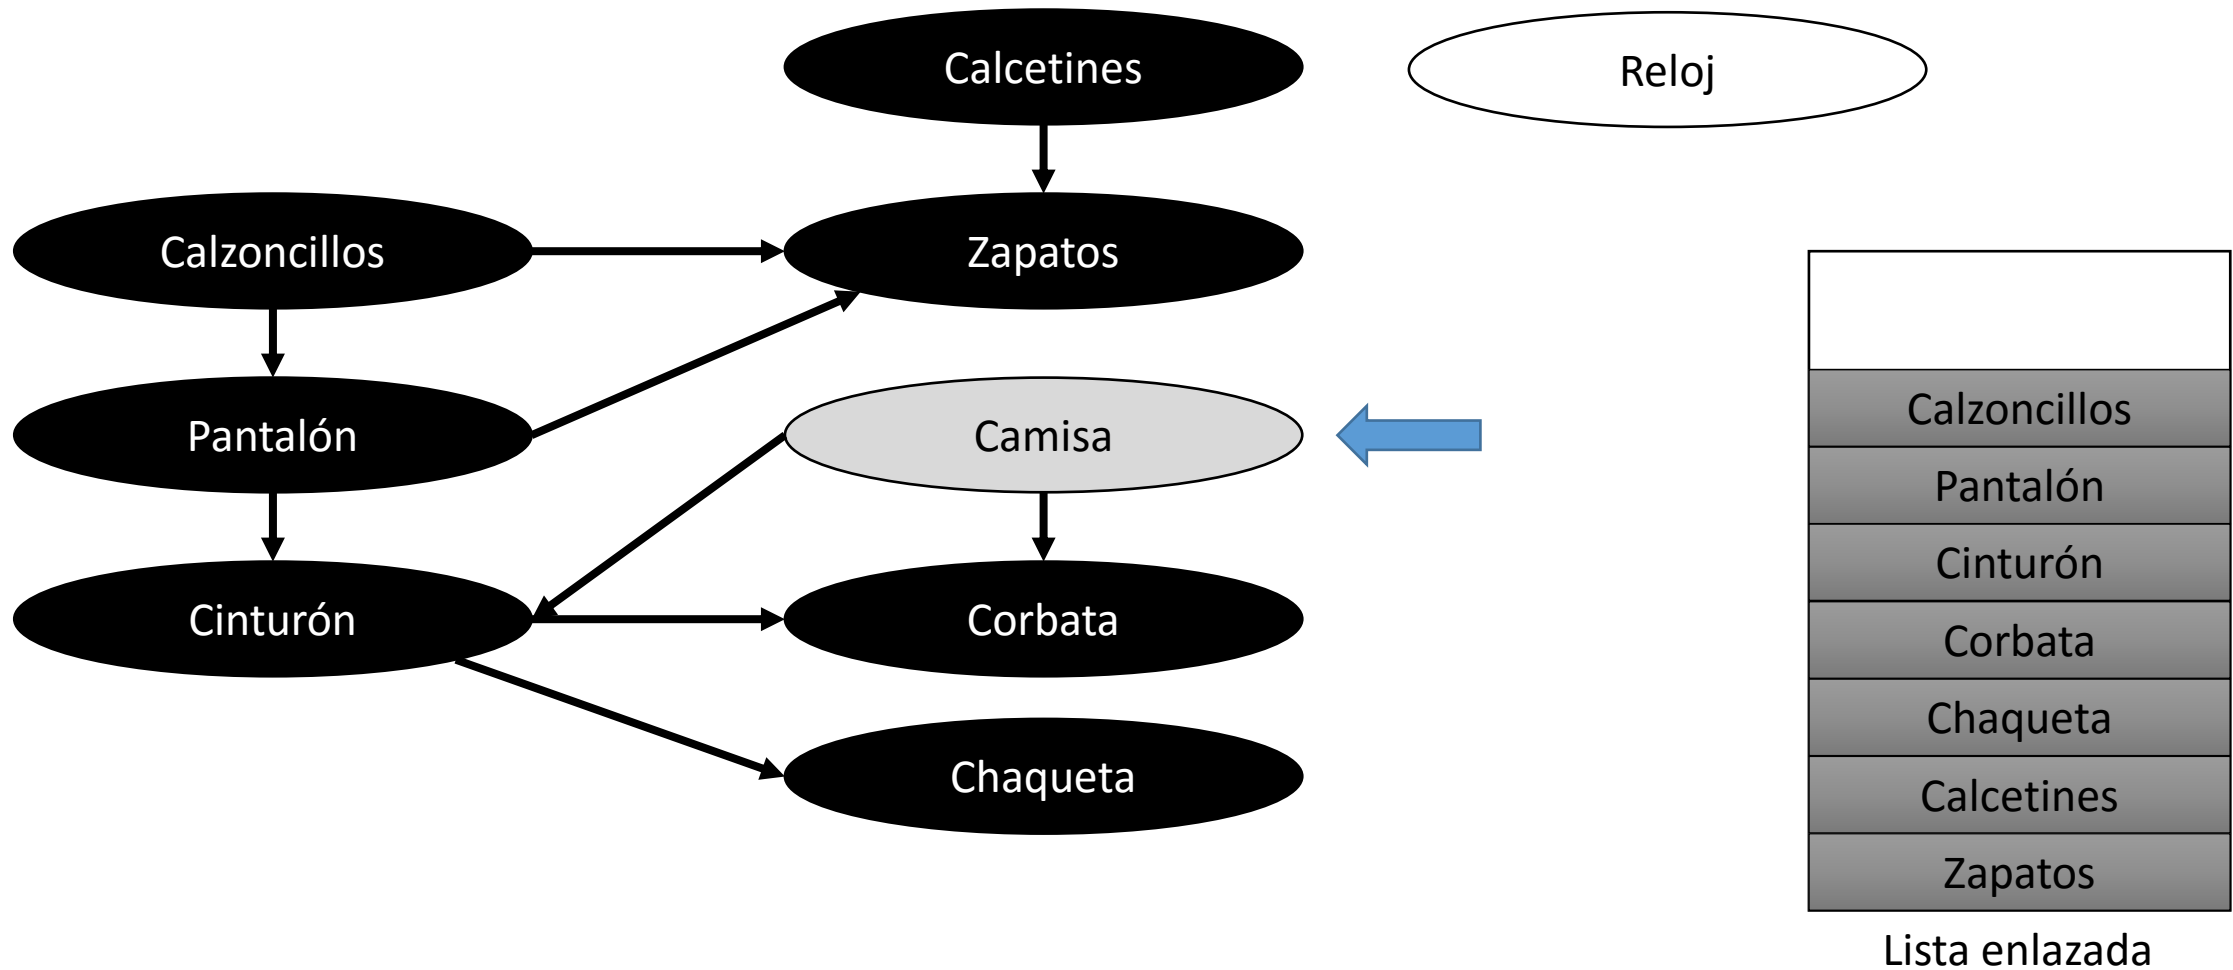 Calcetines
Reloj
Calzoncillos
Zapatos
Pantalón
Camisa
Cinturón
Corbata
Chaqueta
Calzoncillos
Pantalón
Cinturón
Corbata
Chaqueta
Calcetines
Zapatos
Lista enlazada